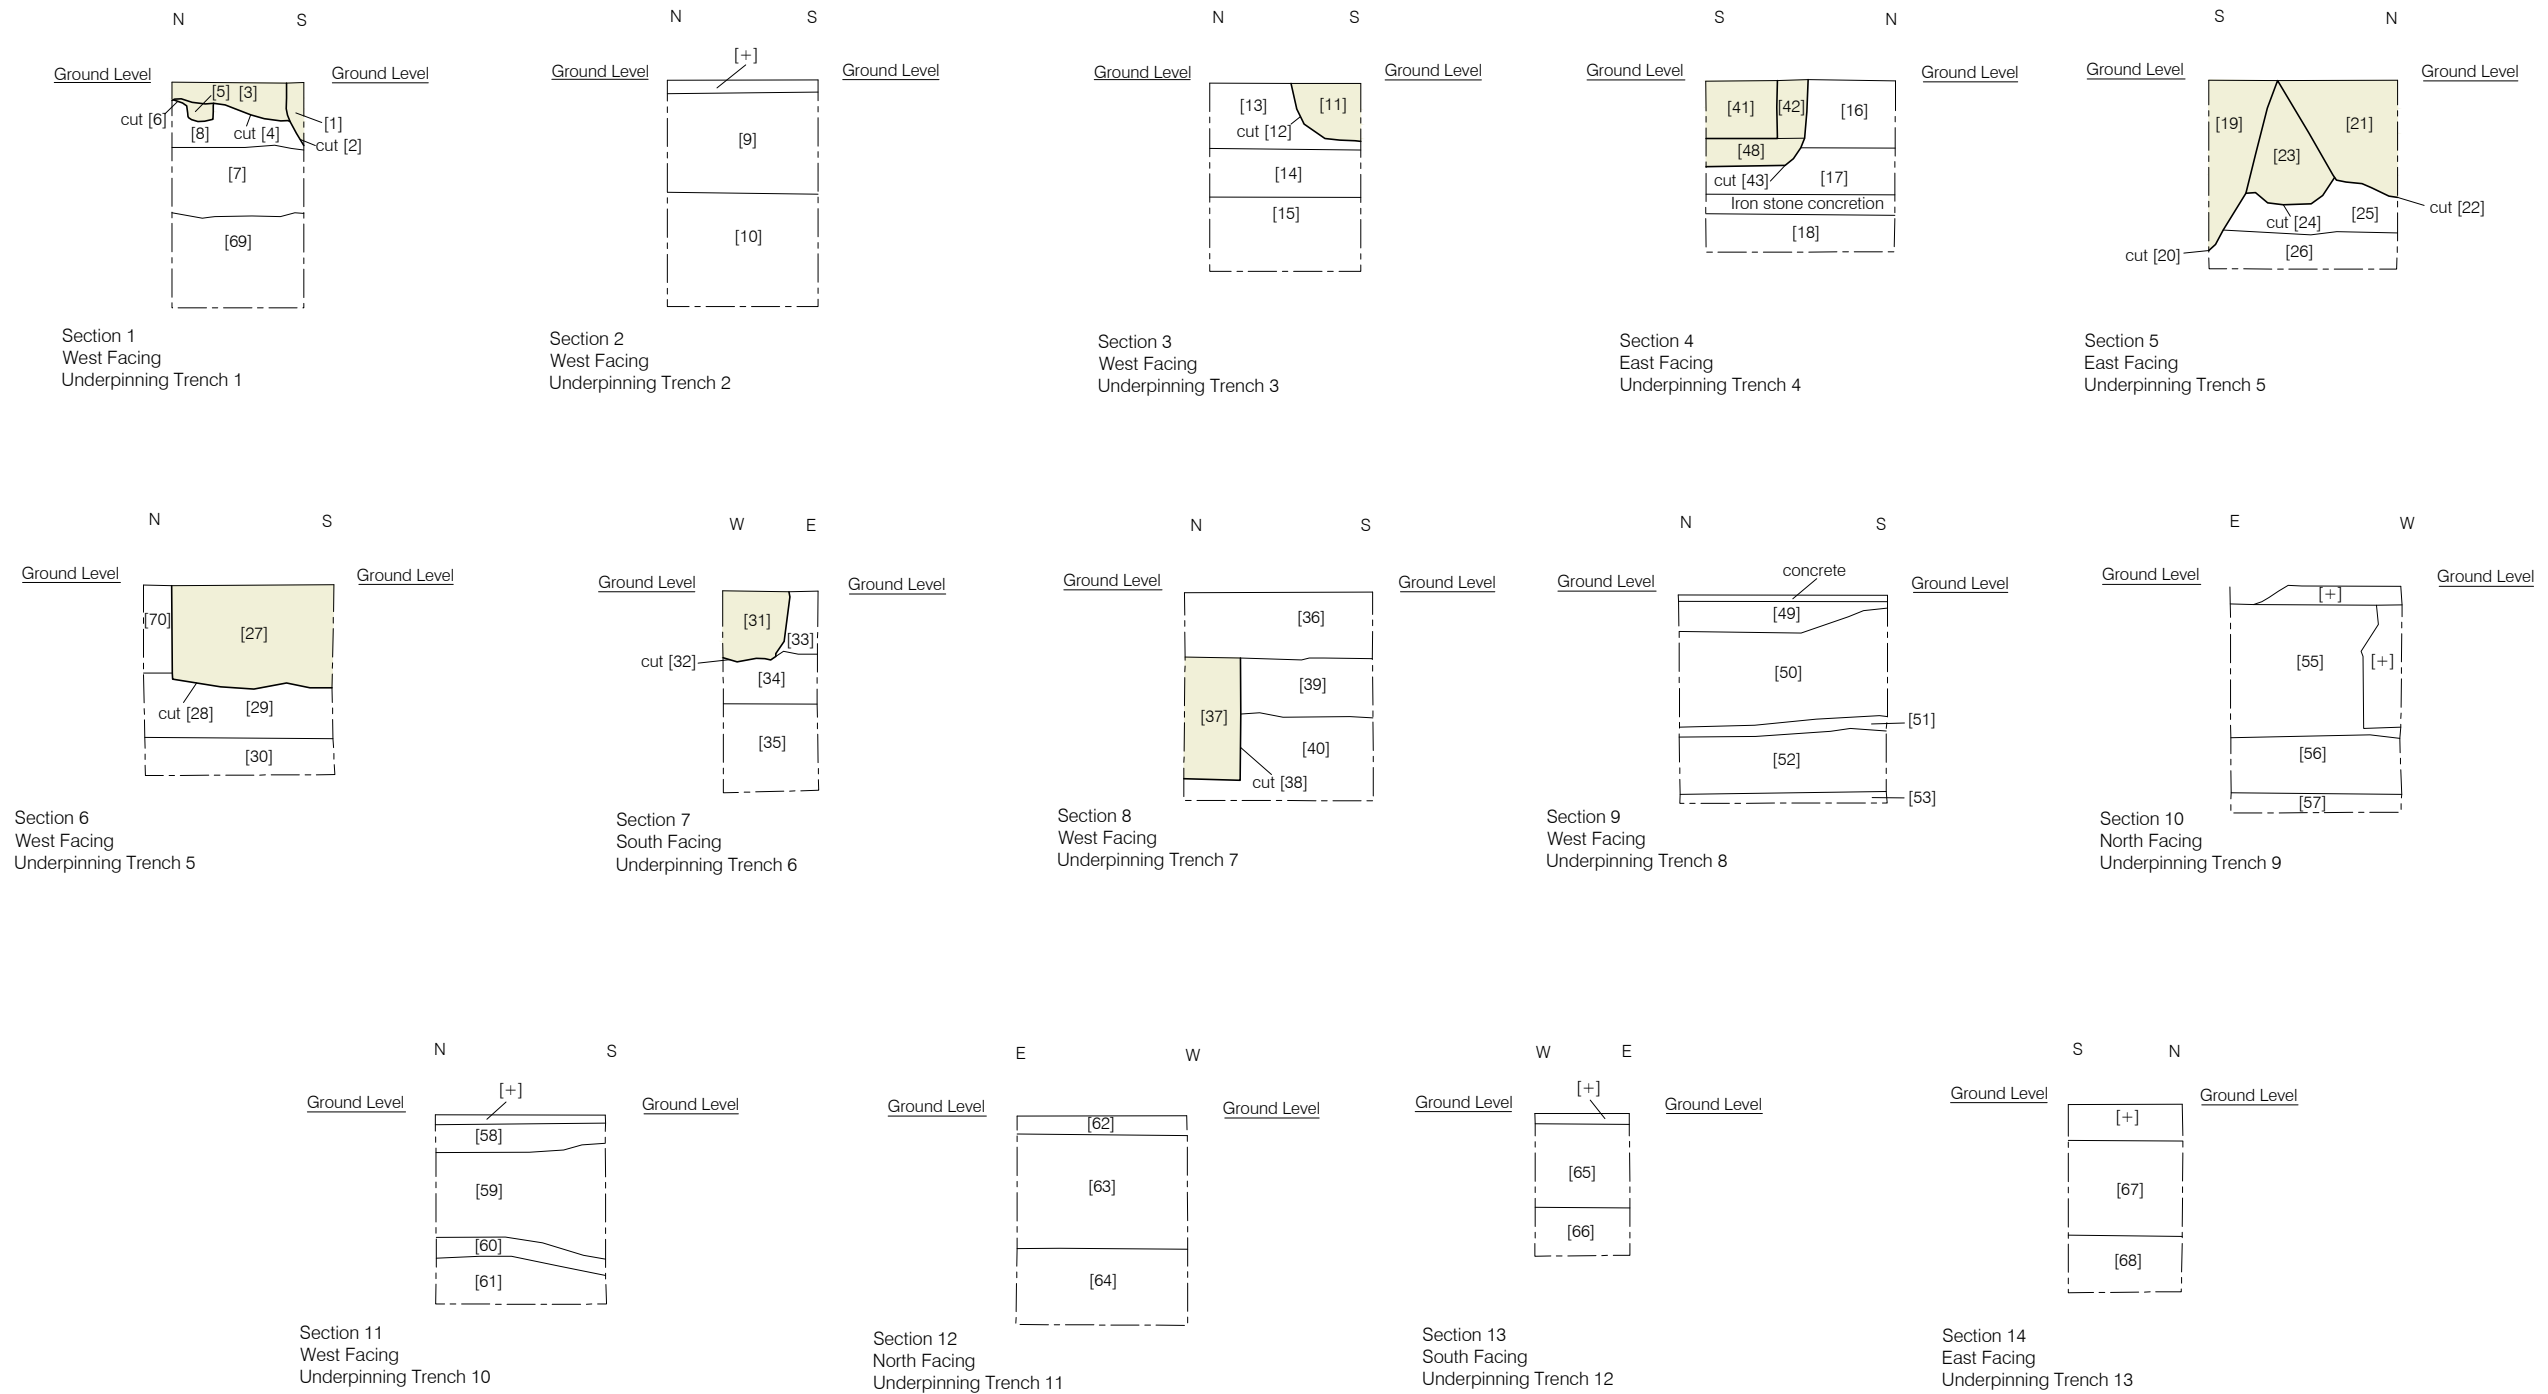 N S
Ground Level Ground Level
[5] [3]
cut [6] [1]
[8] cut [4]
cut [2]
[7]
[69]
Section 1
West Facing
Underpinning Trench 1
N S
[+]
Ground Level Ground Level
[9]
[10]
Section 2
West Facing
Underpinning Trench 2
N S
Ground Level Ground Level
[13] [11]
cut [12]
[14]
[15]
Section 3
West Facing
Underpinning Trench 3
S N
Ground Level Ground Level
[41] [42] [16]
[48]
cut [43] [17]
Iron stone concretion
[18]
Section 4
East Facing
Underpinning Trench 4
S N
Ground Level Ground Level
[19] [21]
[23]
cut [24] [25] cut [22]
cut [20] [26]
Section 5
East Facing
Underpinning Trench 5
N S
Ground Level Ground Level
[70] [27]
cut [28] [29]
[30]
Section 6
West Facing
Underpinning Trench 5
W E
Ground Level Ground Level
[31] [33]
cut [32]
[34]
[35]
Section 7
South Facing
Underpinning Trench 6
N S
Ground Level Ground Level
[36]
[39]
[37]
[40]
cut [38]
Section 8
West Facing
Underpinning Trench 7
N S
concrete
Ground Level Ground Level
[49]
[50]
[51]
[52]
[53]
Section 9
West Facing
Underpinning Trench 8
E W
Ground Level Ground Level
[+]
[55] [+]
[56]
[57]
Section 10
North Facing
Underpinning Trench 9
N S
[+]
Ground Level Ground Level
[58]
[59]
[60]
[61]
Section 11
West Facing
Underpinning Trench 10
E W
Ground Level Ground Level
[62]
[63]
[64]
Section 12
North Facing
Underpinning Trench 11
W E
[+]
Ground Level Ground Level
[65]
[66]
Section 13
South Facing
Underpinning Trench 12
S N
Ground Level Ground Level
[+]
[67]
[68]
Section 14
East Facing
Underpinning Trench 13